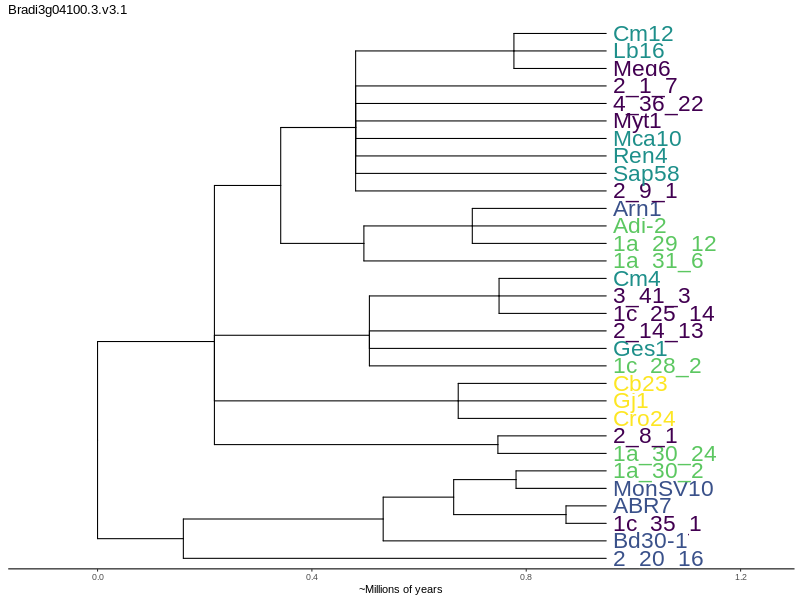 Bradi3g04100.3.v3.1
Cm12
Lb16
Meg6
2_1_7
4_36_22
Myt1
Mca10
Ren4
Sap58
2_9_1
Arn1
Adi-2
1a_29_12
1a_31_6
Cm4
3_41_3
1c_25_14
2_14_13
Ges1
1c_28_2
Cb23
Gj1
Cro24
2_8_1
1a_30_24
1a_30_2
MonSV10
ABR7
1c_35_1
Bd30-1
2_20_16
0.0 0.4 0.8 1.2
~Millions of years